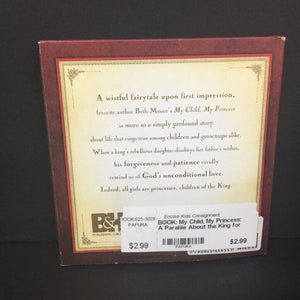 A wistful fairytale upon first impression,
favorite author Beth Moore's My Child, My Princess
is more so a simply profound story
about life that rings true among children and grownups alike.
When a king's rebellious daughter disobeys his father's wishes,
his forgiveness and patience vividly
remind us of God's unconditional love.
Indeed, all girls are princesses, children of the King.
B&H
PAPURA
$2.99
Encore Kids Consignment
BOOK: My Child, My Princess:
A Parable About the King for
PAPURA
$2.99